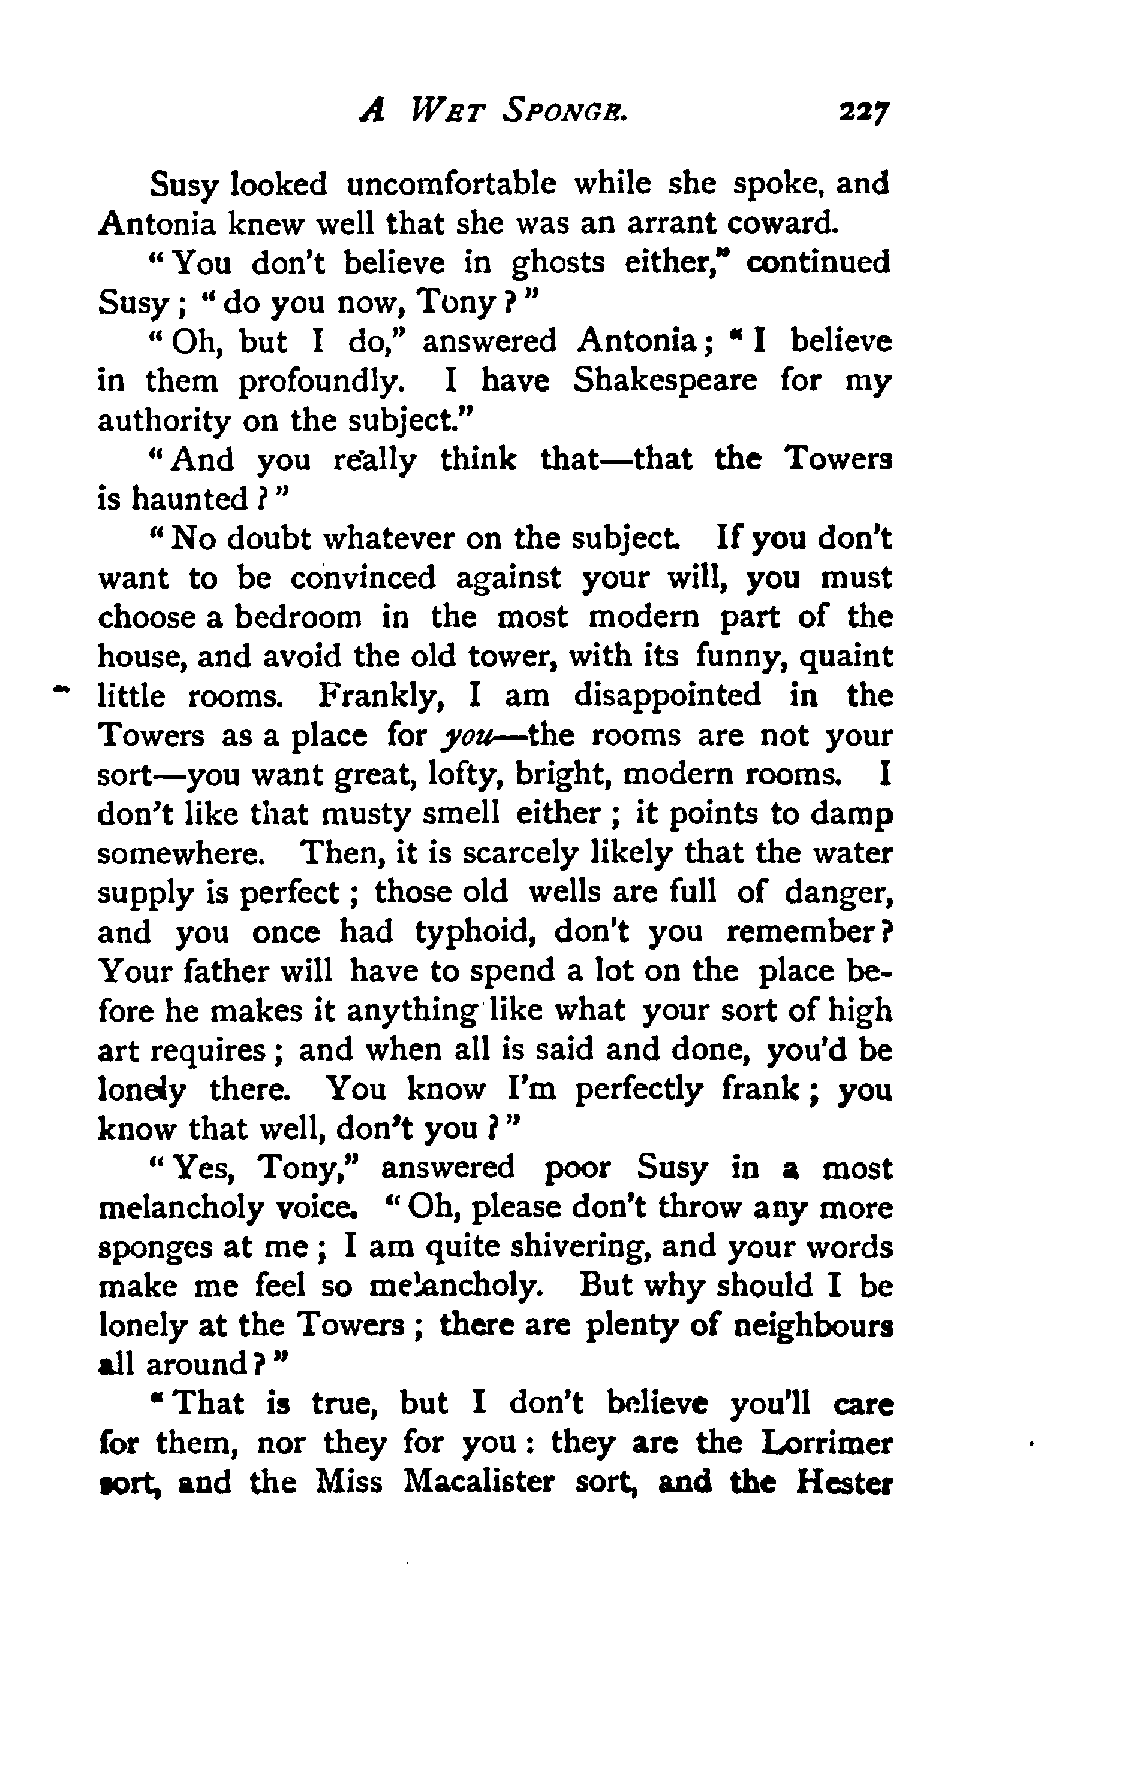 A WET SPONGE. 227
Susy looked uncomfortable while she spoke, and
Antonia knew well that she was an arrant coward.
"You don't believe in ghosts either," continued
Susy; "do you now, Tony?"
"Oh, but I do," answered Antonia; "I believe
in them profoundly. I have Shakespeare for my
authority on the subject."
"And you really think that—that the Towers
is haunted?"
"No doubt whatever on the subject. If you don't
want to be convinced against your will, you must
choose a bedroom in the most modern part of the
house, and avoid the old tower, with its funny, quaint
little rooms. Frankly, I am disappointed in the
Towers as a place for you—the rooms are not your
sort—you want great, lofty, bright, modern rooms. I
don't like that musty smell either; it points to damp
somewhere. Then, it is scarcely likely that the water
supply is perfect; those old wells are full of danger,
and you once had typhoid, don't you remember?
Your father will have to spend a lot on the place be-
fore he makes it anything like what your sort of high
art requires; and when all is said and done, you'd be
lonely there. You know I'm perfectly frank; you
know that well, don't you?"
"Yes, Tony," answered poor Susy in a most
melancholy voice. "Oh, please don't throw any more
sponges at me; I am quite shivering, and your words
make me feel so melancholy. But why should I be
lonely at the Towers; there are plenty of neighbours
all around?"
"That is true, but I don't believe you'll care
for them, nor they for you: they are the Lorrimer
sort, and the Miss Macalister sort, and the Hester